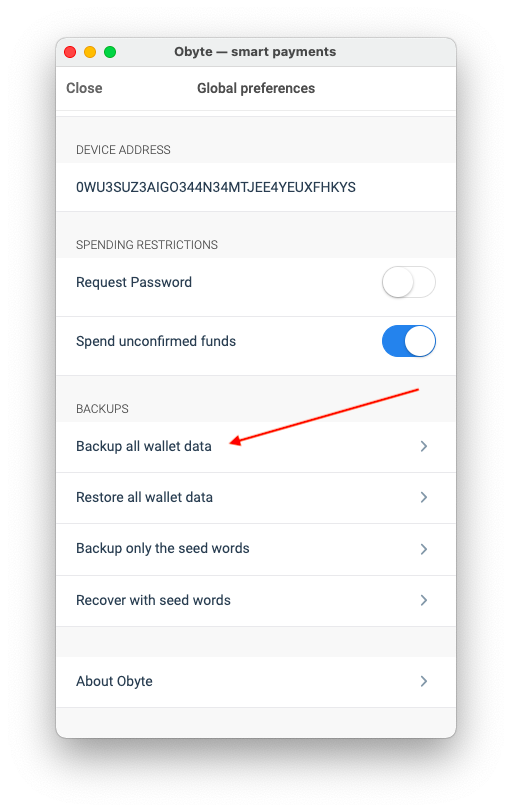 Obyte — smart payments
Close Global preferences
DEVICE ADDRESS
0WU3SUZ3AIGO344N34MTJEE4YEUXFHKYS
SPENDING RESTRICTIONS
Request Password
Spend unconfirmed funds
BACKUPS
Backup all wallet data
Restore all wallet data
Backup only the seed words
Recover with seed words
About Obyte